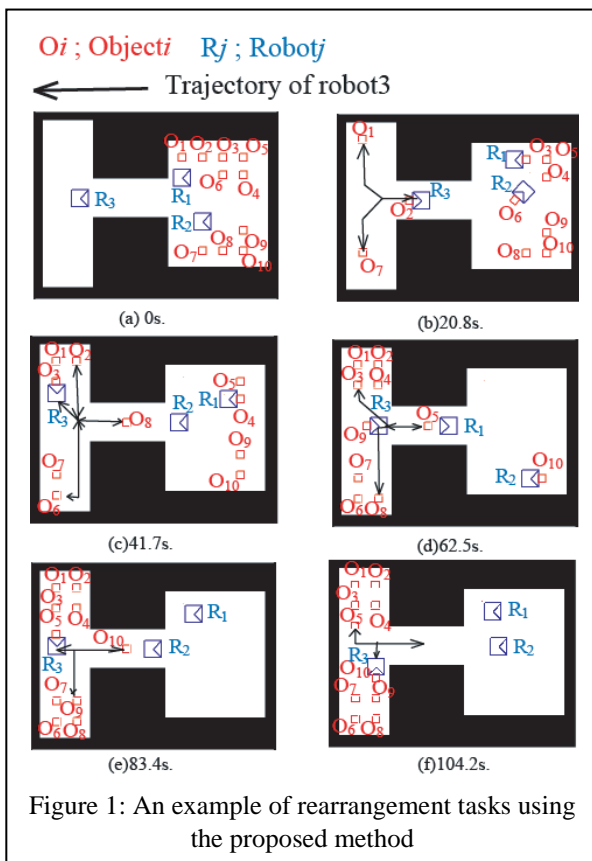 Oi ; Objecti Rj ; Robotj
Trajectory of robot3
O1 O2 O3 O5
R3 R1 O6 O4
R2
O7 O8 O9
O10
(a) 0s.
O1 R1 O3 O5
R3 R2 O4
O2 O6
O9
O7 O8 O10
(b)20.8s.
O1 O2
O3 O5
R3 O8 R2 R1 O4
O7 O9
O6 O10
(c)41.7s.
O1 O2
O3 O4
R3 O5
O9 R1
O7 R2 O10
O6 O8
(d)62.5s.
O1 O2
O3
O5 O4 R1
R3 O10 R2
O7
O9
O6 O8
(e)83.4s.
O1 O2
O3
O5 O4 R1
R3 R2
O10
O7 O9
O6 O8
(f)104.2s.
Figure 1: An example of rearrangement tasks using
the proposed method